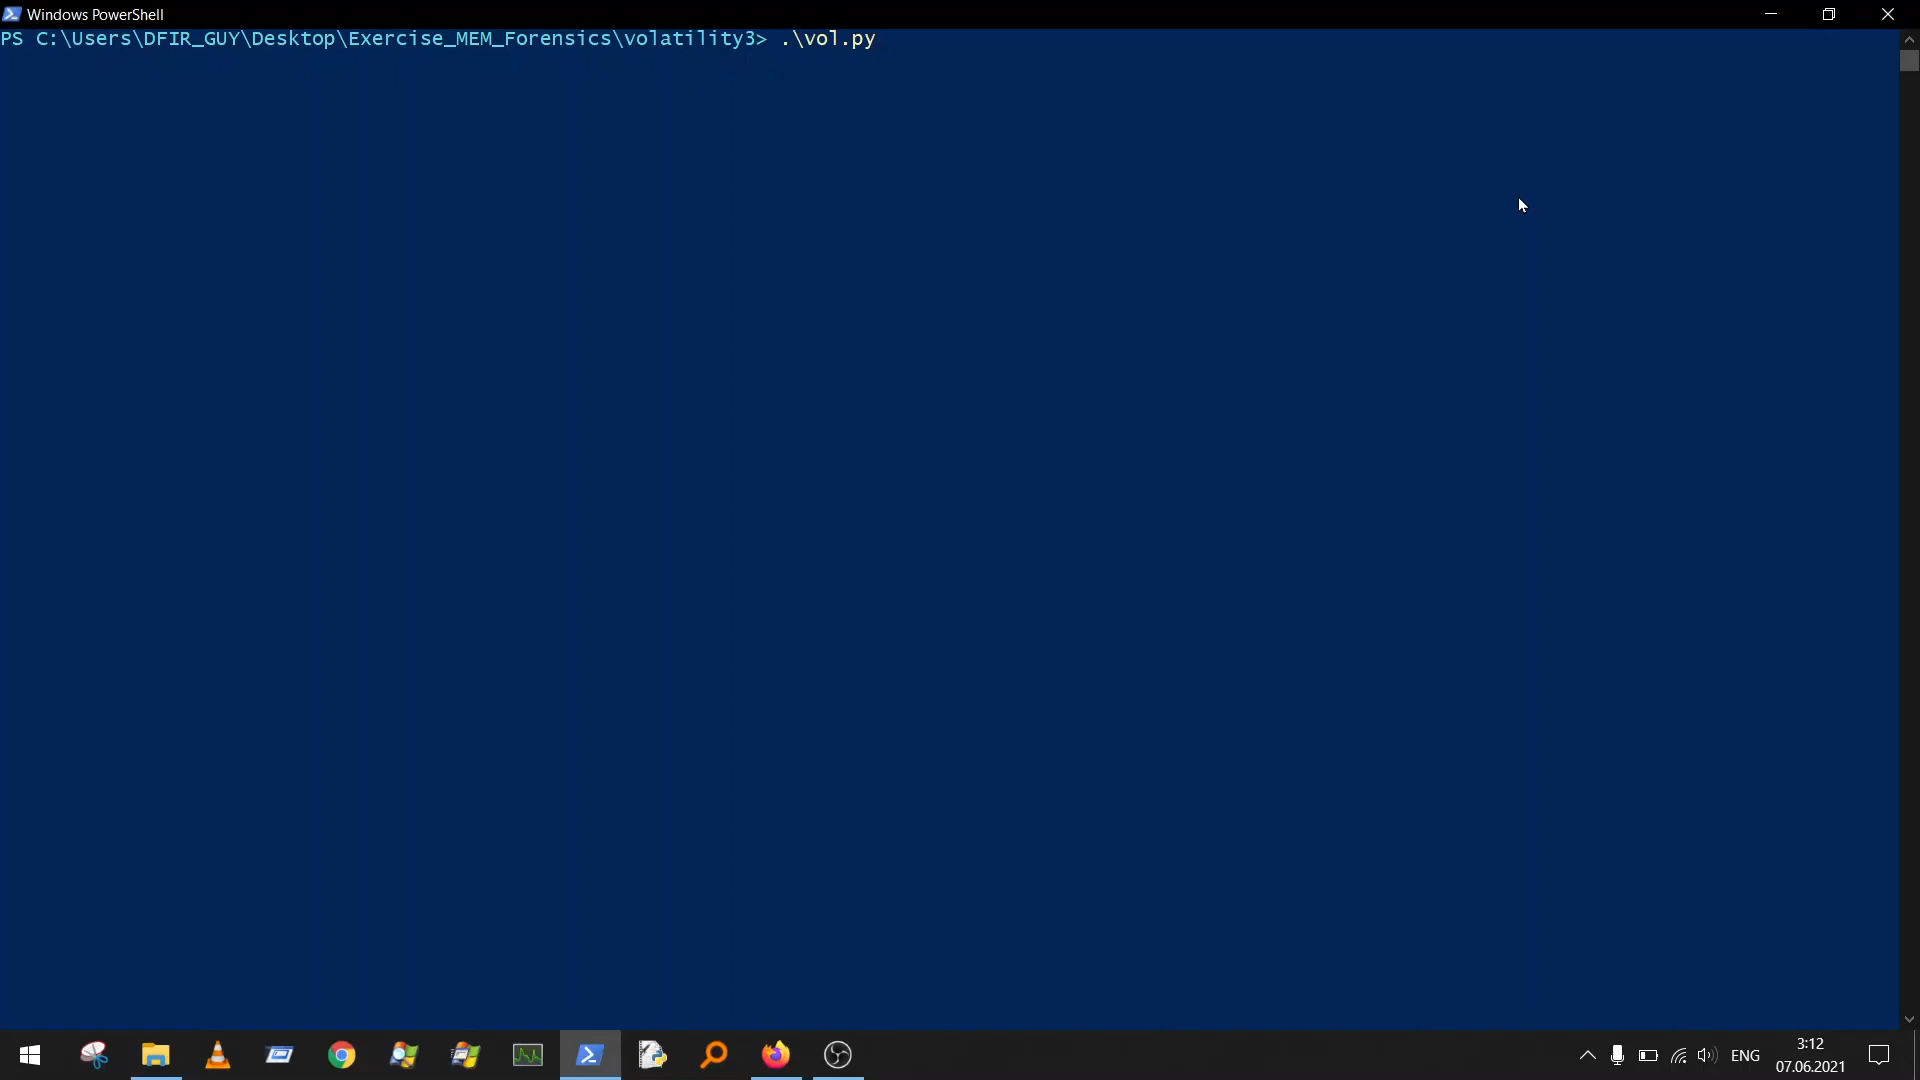 Windows PowerShell
PS C:\Users\DFIR_GUY\Desktop\Exercise_MEM_Forensics\volatility3> .\vol.py
ENG
3:12
07.06.2021